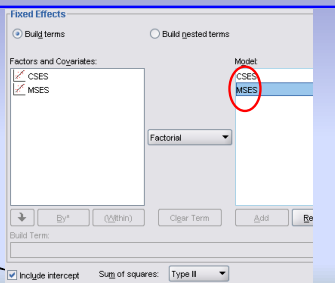 Fixed Effects
Build terms Build nested terms
Factors and Covariates: Model:
CSES CSES
MSES MSES
Factorial
By* (Within) Clear Term Add Re
Build Term:
Include intercept Sum of squares: Type III